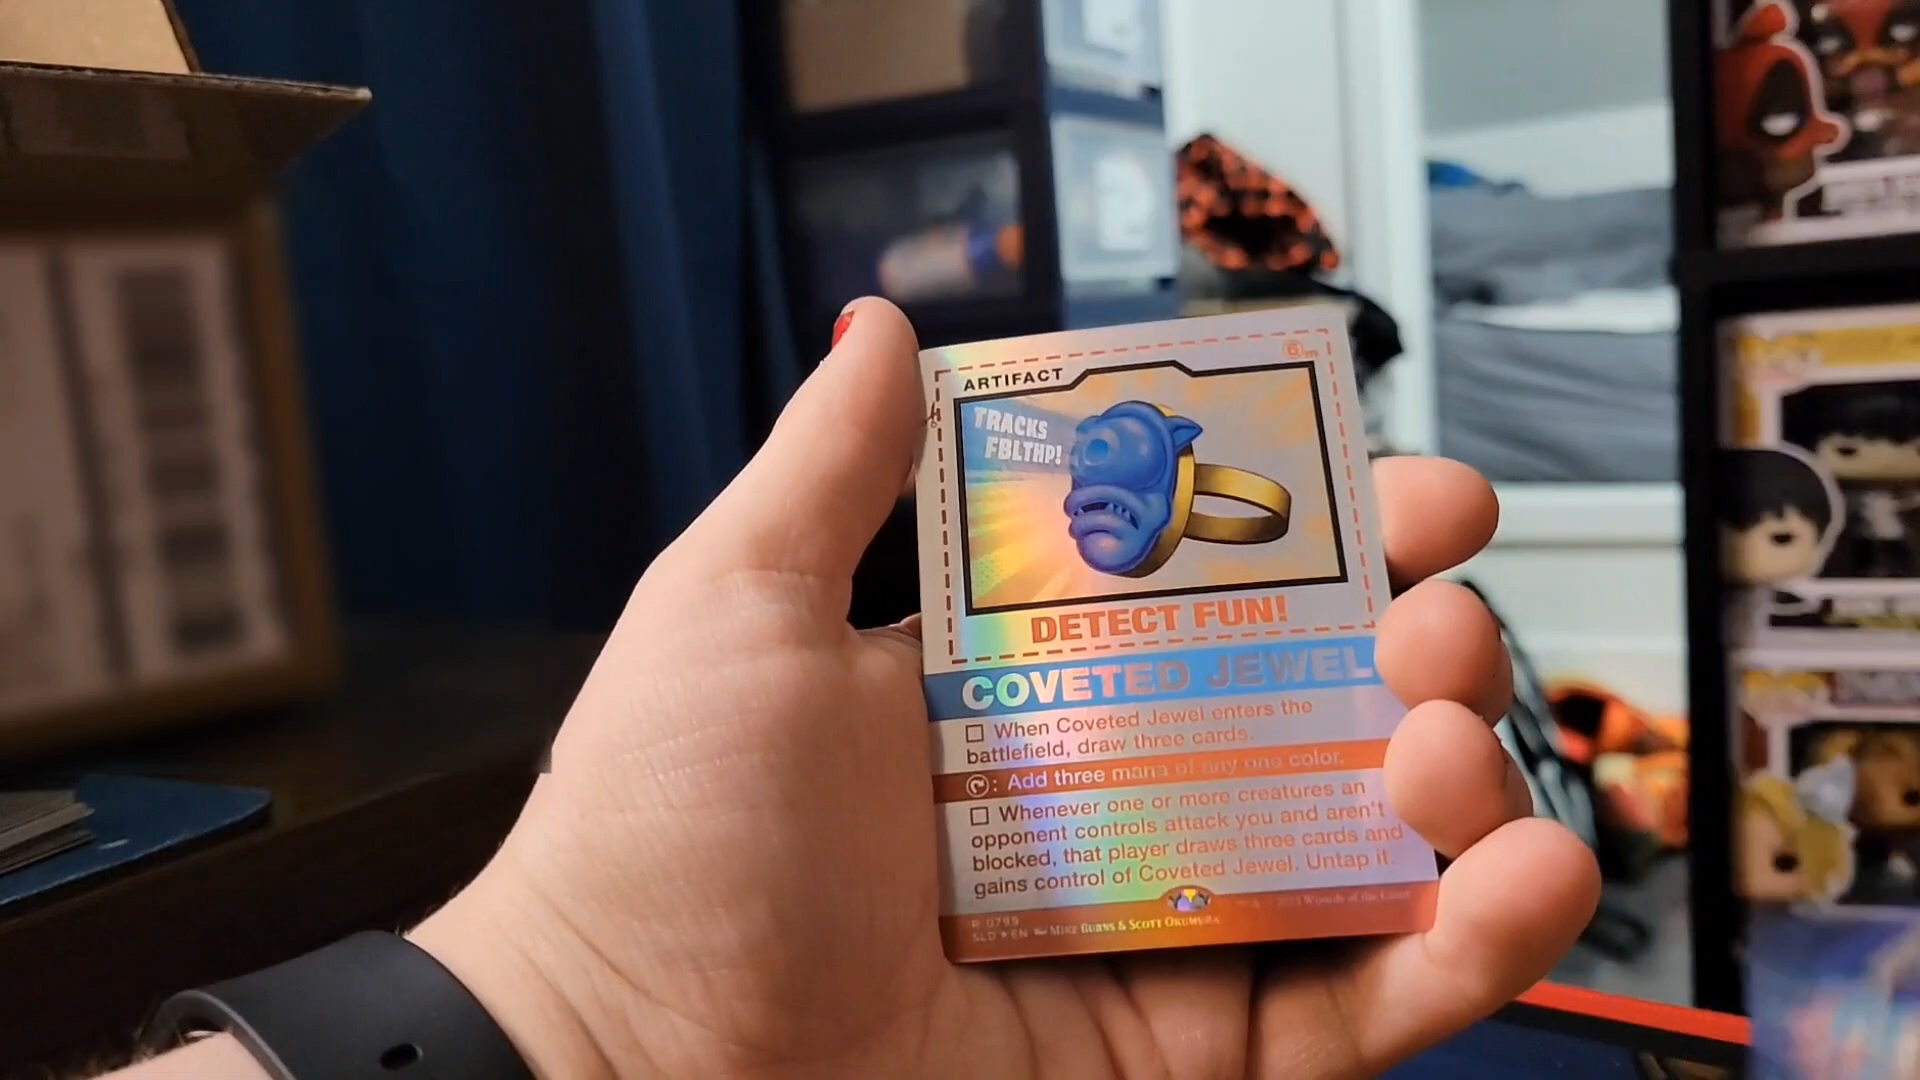 6
ARTIFACT
TRACKS
FBLTHP!
DETECT FUN!
COVETED JEWEL
When Coveted Jewel enters the
battlefield, draw three cards.
: Add three mana of any one color.
Whenever one or more creatures an
opponent controls attack you and aren't
blocked, that player draws three cards and
gains control of Coveted Jewel. Untap it.
R 0799
SLD • EN MIKE BURNS & SCOTT OKUMURA